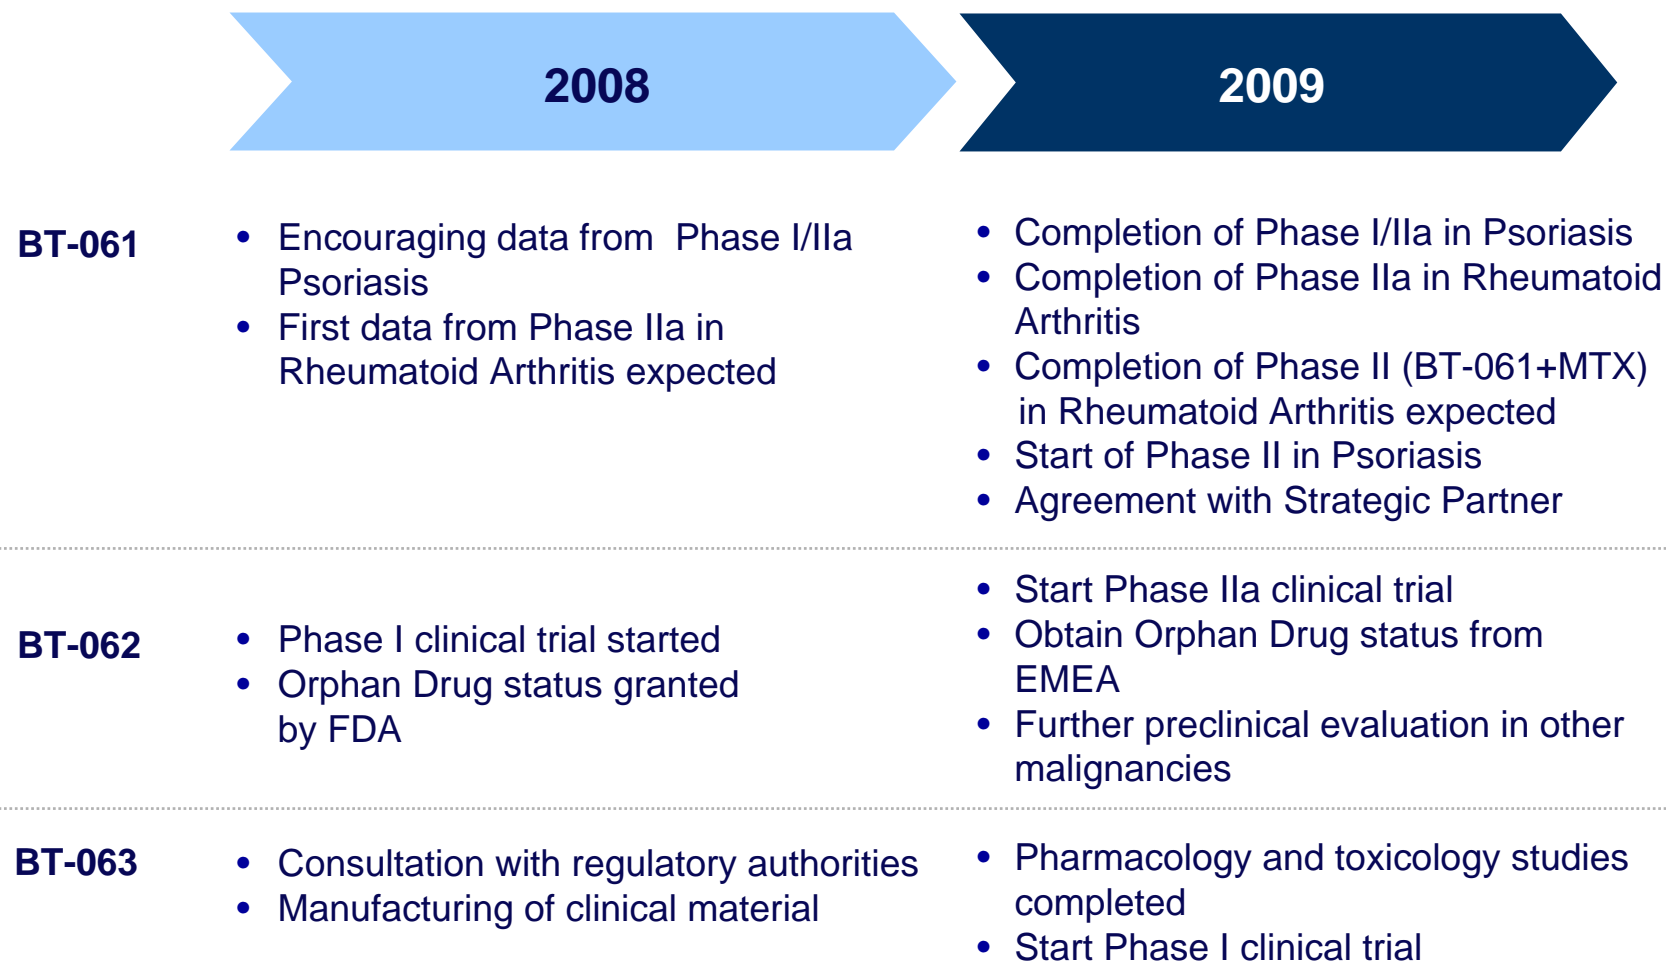 2008
2009
BT-061
• Encouraging data from Phase I/IIa
Psoriasis
• First data from Phase IIa in
Rheumatoid Arthritis expected
• Completion of Phase I/IIa in Psoriasis
• Completion of Phase IIa in Rheumatoid
Arthritis
• Completion of Phase II (BT-061+MTX)
in Rheumatoid Arthritis expected
• Start of Phase II in Psoriasis
• Agreement with Strategic Partner
BT-062
• Phase I clinical trial started
• Orphan Drug status granted
by FDA
• Start Phase IIa clinical trial
• Obtain Orphan Drug status from
EMEA
• Further preclinical evaluation in other
malignancies
BT-063
• Consultation with regulatory authorities
• Manufacturing of clinical material
• Pharmacology and toxicology studies
completed
• Start Phase I clinical trial